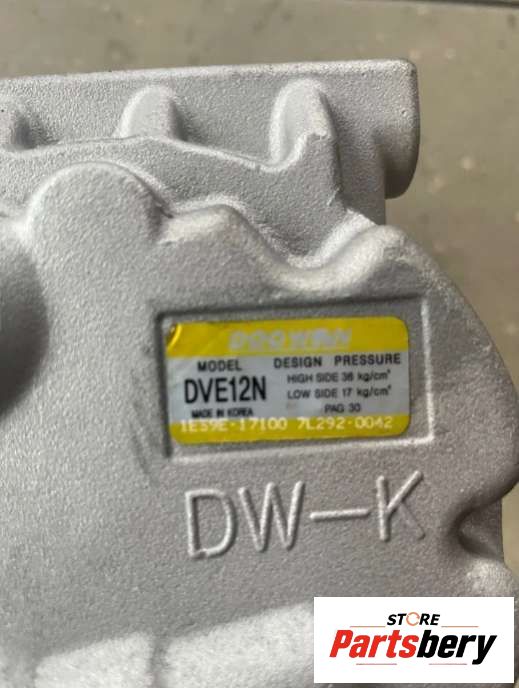 DOOWON
MODEL DESIGN PRESSURE
DVE12N HIGH SIDE 36 kg/cm²
LOW SIDE 17 kg/cm²
MADE IN KOREA PAG 30
1E39E-17100 7L292-0042
DW-K
STORE
Partsbery